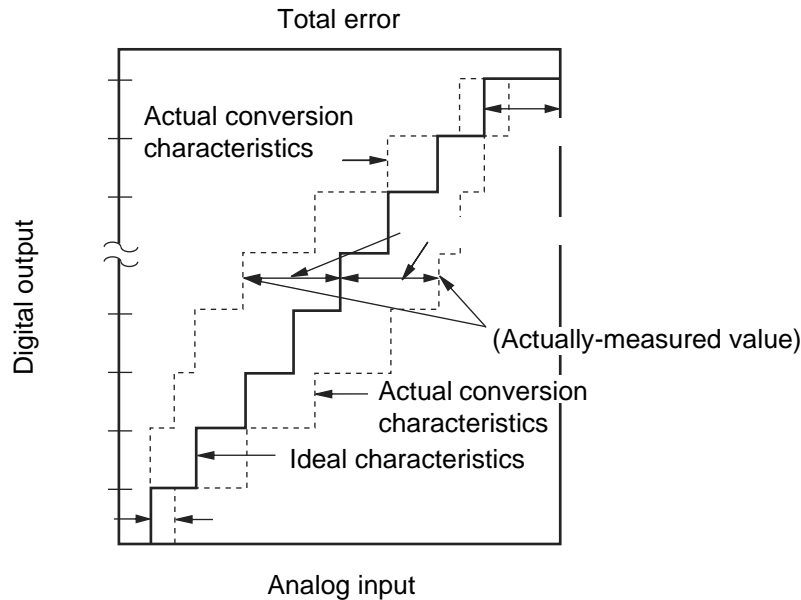 Total error
Actual conversion
characteristics
Digital output
(Actually-measured value)
Actual conversion
characteristics
Ideal characteristics
Analog input